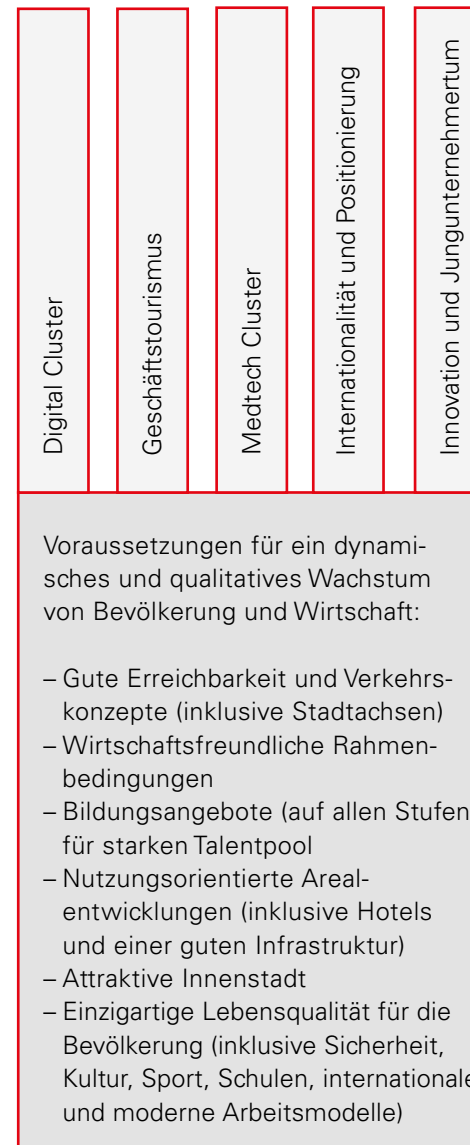 Digital Cluster
Geschäftstourismus
Medtech Cluster
Internationalität und Positionierung
Innovation und Jungunternehmertum
Voraussetzungen für ein dynami-
sches und qualitatives Wachstum
von Bevölkerung und Wirtschaft:
– Gute Erreichbarkeit und Verkehrs-
konzepte (inklusive Stadtachsen)
– Wirtschaftsfreundliche Rahmen-
bedingungen
– Bildungsangebote (auf allen Stufen
für starken Talentpool
– Nutzungsorientierte Areal-
entwicklungen (inklusive Hotels
und einer guten Infrastruktur)
– Attraktive Innenstadt
– Einzigartige Lebensqualität für die
Bevölkerung (inklusive Sicherheit,
Kultur, Sport, Schulen, internationale
und moderne Arbeitsmodelle)